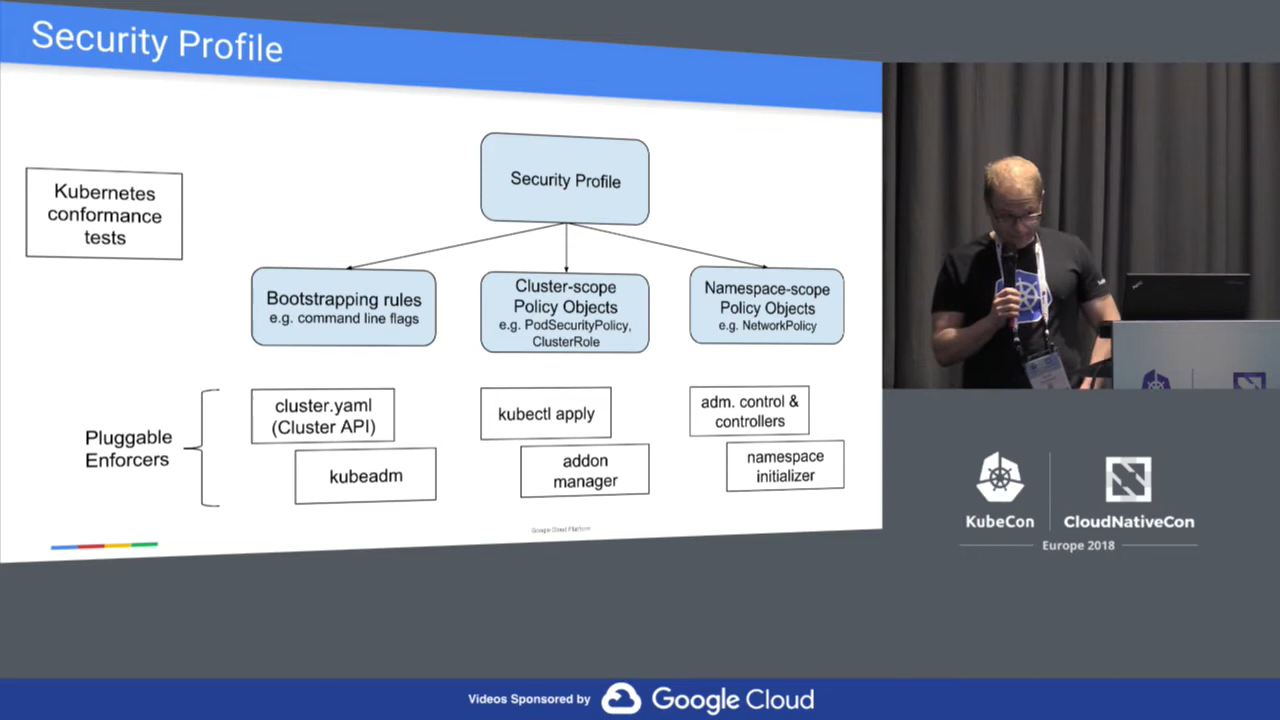 Security Profile
Kubernetes
conformance
tests
Security Profile
Bootstrapping rules
e.g. command line flags
Cluster-scope
Policy Objects
e.g. PodSecurityPolicy,
ClusterRole
Namespace-scope
Policy Objects
e.g. NetworkPolicy
Pluggable
Enforcers
cluster.yaml
(Cluster API)
kubeadm
kubectl apply
addon
manager
adm. control &
controllers
namespace
initializer
Google Cloud Platform
KubeCon
CloudNativeCon
Europe 2018
Videos Sponsored by
Google Cloud